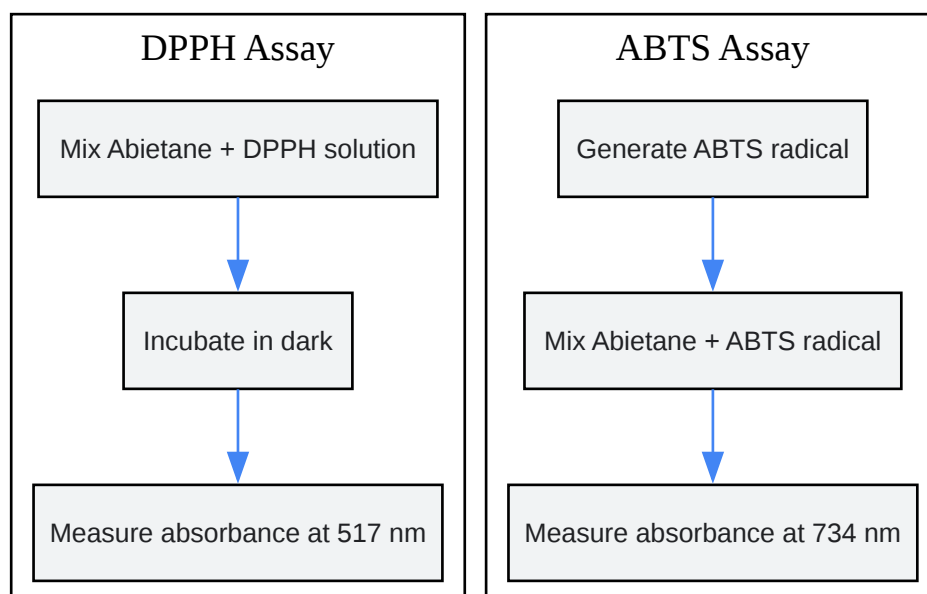 DPPH Assay
Mix Abietane + DPPH solution
Incubate in dark
Measure absorbance at 517 nm
ABTS Assay
Generate ABTS radical
Mix Abietane + ABTS radical
Measure absorbance at 734 nm